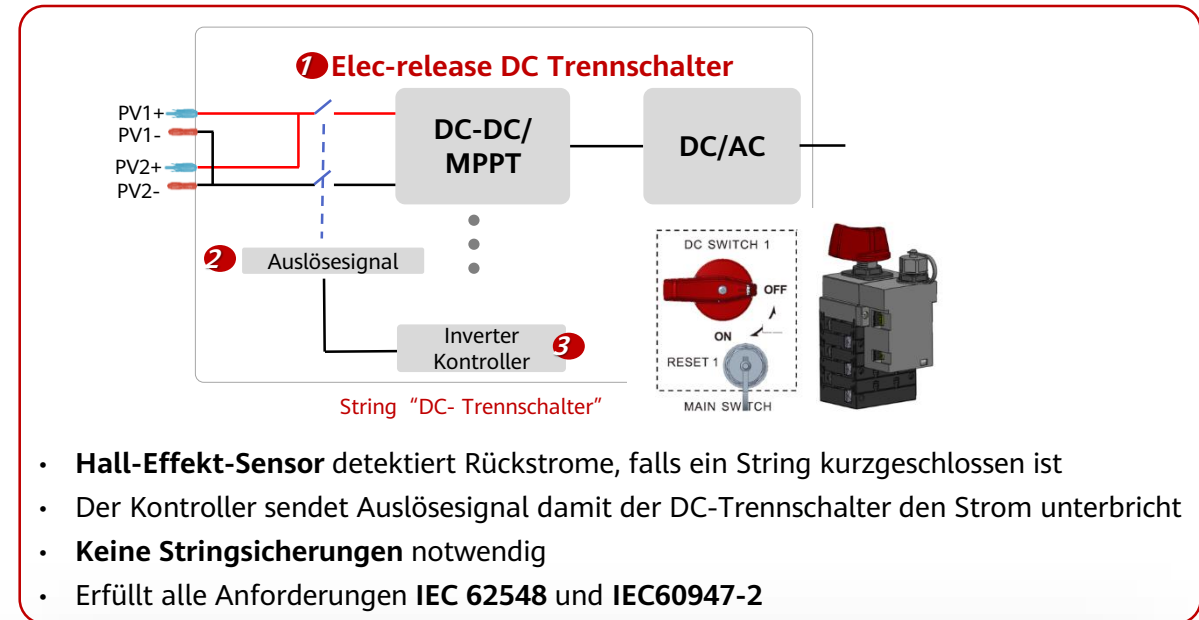 1 Elec-release DC Trennschalter
PV1+
PV1-
PV2+
PV2-
DC-DC/
MPPT
DC/AC
2 Auslösesignal
Inverter
Kontroller 3
DC SWITCH 1
OFF
ON
RESET 1
MAIN SWITCH
String “DC- Trennschalter”
• Hall-Effekt-Sensor detektiert Rückstrome, falls ein String kurzgeschlossen ist
• Der Kontroller sendet Auslösesignal damit der DC-Trennschalter den Strom unterbricht
• Keine Stringsicherungen notwendig
• Erfüllt alle Anforderungen IEC 62548 und IEC60947-2